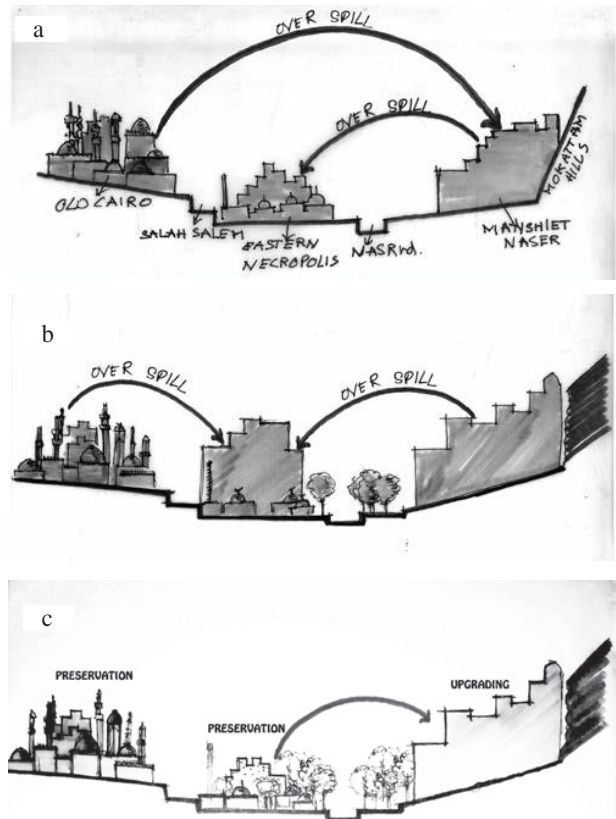 a
OVER SPILL
OVER SPILL
MOKATTAM
HILLS
OLD CAIRO
SALAH SALEM
EASTERN
NECROPOLIS
NASR rd.
MANSHIET
NASER
b
OVER SPILL
OVER SPILL
c
PRESERVATION
PRESERVATION
UPGRADING